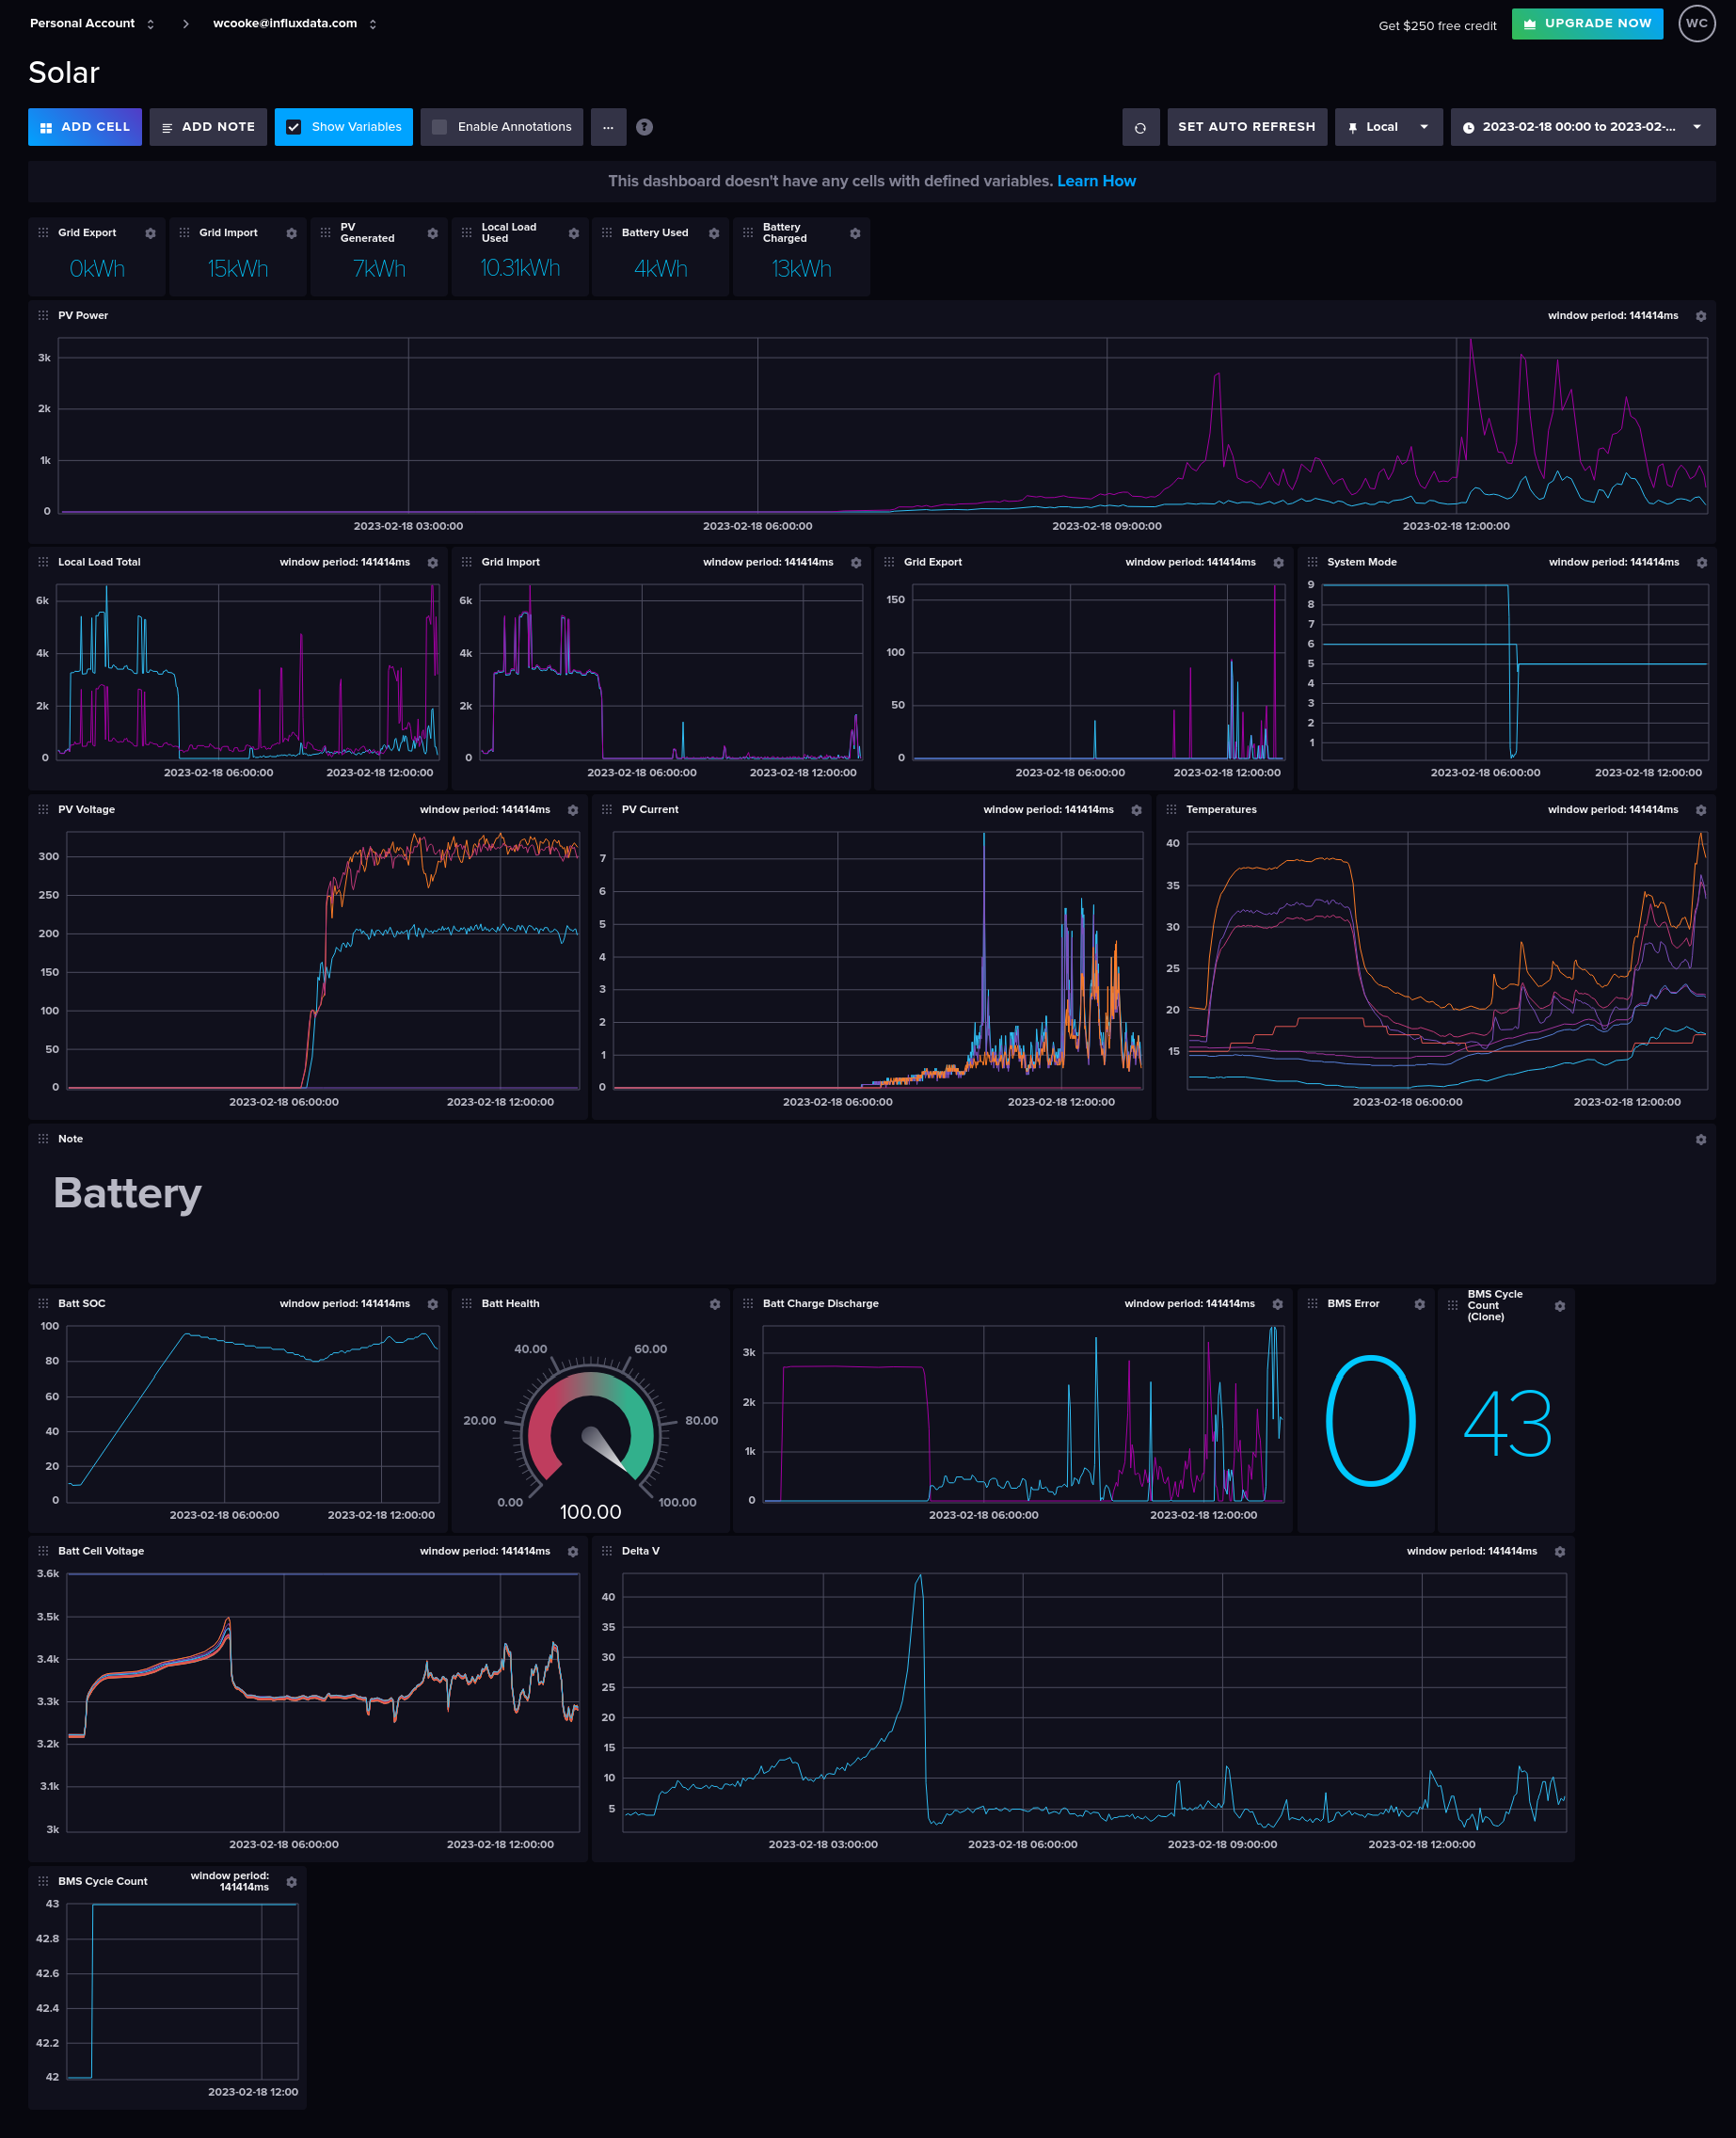 Personal Account
wcooke@influxdata.com
Get $250 free credit
UPGRADE NOW
WC
Solar
ADD CELL
ADD NOTE
Show Variables
Enable Annotations
...
?
SET AUTO REFRESH
Local
2023-02-18 00:00 to 2023-02-...
This dashboard doesn't have any cells with defined variables. Learn How
Grid Export
0kWh
Grid Import
15kWh
PV
Generated
7kWh
Local Load
Used
10.31kWh
Battery Used
4kWh
Battery
Charged
13kWh
PV Power
window period: 141414ms
3k
2k
1k
0
2023-02-18 03:00:00
2023-02-18 06:00:00
2023-02-18 09:00:00
2023-02-18 12:00:00
Local Load Total
window period: 141414ms
6k
4k
2k
0
2023-02-18 06:00:00
2023-02-18 12:00:00
Grid Import
window period: 141414ms
6k
4k
2k
0
2023-02-18 06:00:00
2023-02-18 12:00:00
Grid Export
window period: 141414ms
150
100
50
0
2023-02-18 06:00:00
2023-02-18 12:00:00
System Mode
window period: 141414ms
9
8
7
6
5
4
3
2
1
2023-02-18 06:00:00
2023-02-18 12:00:00
PV Voltage
window period: 141414ms
300
250
200
150
100
50
0
2023-02-18 06:00:00
2023-02-18 12:00:00
PV Current
window period: 141414ms
7
6
5
4
3
2
1
0
2023-02-18 06:00:00
2023-02-18 12:00:00
Temperatures
window period: 141414ms
40
35
30
25
20
15
2023-02-18 06:00:00
2023-02-18 12:00:00
Note
Battery
Batt SOC
window period: 141414ms
100
80
60
40
20
0
2023-02-18 06:00:00
2023-02-18 12:00:00
Batt Health
40.00
60.00
20.00
80.00
0.00
100.00
100.00
Batt Charge Discharge
window period: 141414ms
3k
2k
1k
0
2023-02-18 06:00:00
2023-02-18 12:00:00
BMS Error
0
BMS Cycle
Count
(Clone)
43
Batt Cell Voltage
window period: 141414ms
3.6k
3.5k
3.4k
3.3k
3.2k
3.1k
3k
2023-02-18 06:00:00
2023-02-18 12:00:00
Delta V
window period: 141414ms
40
35
30
25
20
15
10
5
2023-02-18 03:00:00
2023-02-18 06:00:00
2023-02-18 09:00:00
2023-02-18 12:00:00
BMS Cycle Count
window period:
141414ms
43
42.8
42.6
42.4
42.2
42
2023-02-18 12:00